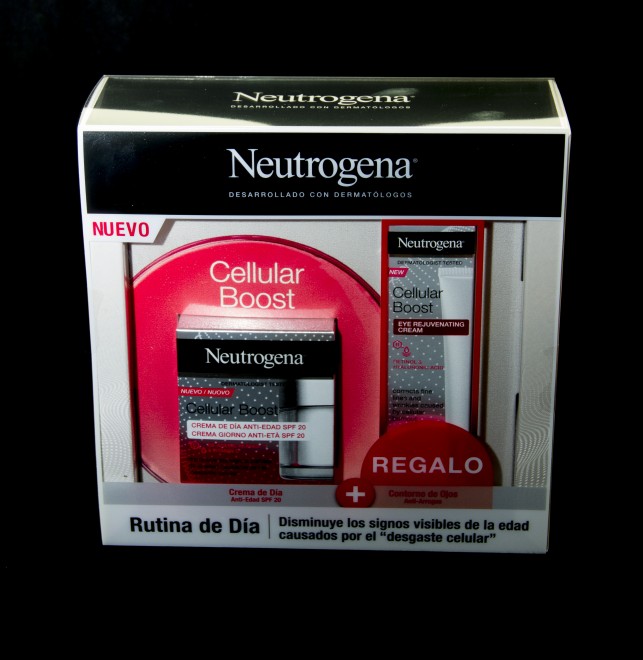 Neutrogena®
DESARROLLADO CON DERMATÓLOGOS
Neutrogena®
DESARROLLADO CON DERMATÓLOGOS
NUEVO
Cellular
Boost
Neutrogena
NUEVO / NUOVO
Cellular Boost
CREMA DE DÍA ANTI-EDAD SPF 20
CREMA GIORNO ANTI-ETÀ SPF 20
Neutrogena
DERMATOLOGIST TESTED
NEW
Cellular
Boost
EYE REJUVENATING
CREAM
REGALO
Crema de Día
Anti-Edad SPF 20
+
Contorno de Ojos
Anti-Arrugas
Rutina de Día
Disminuye los signos visibles de la edad
causados por el "desgaste celular"